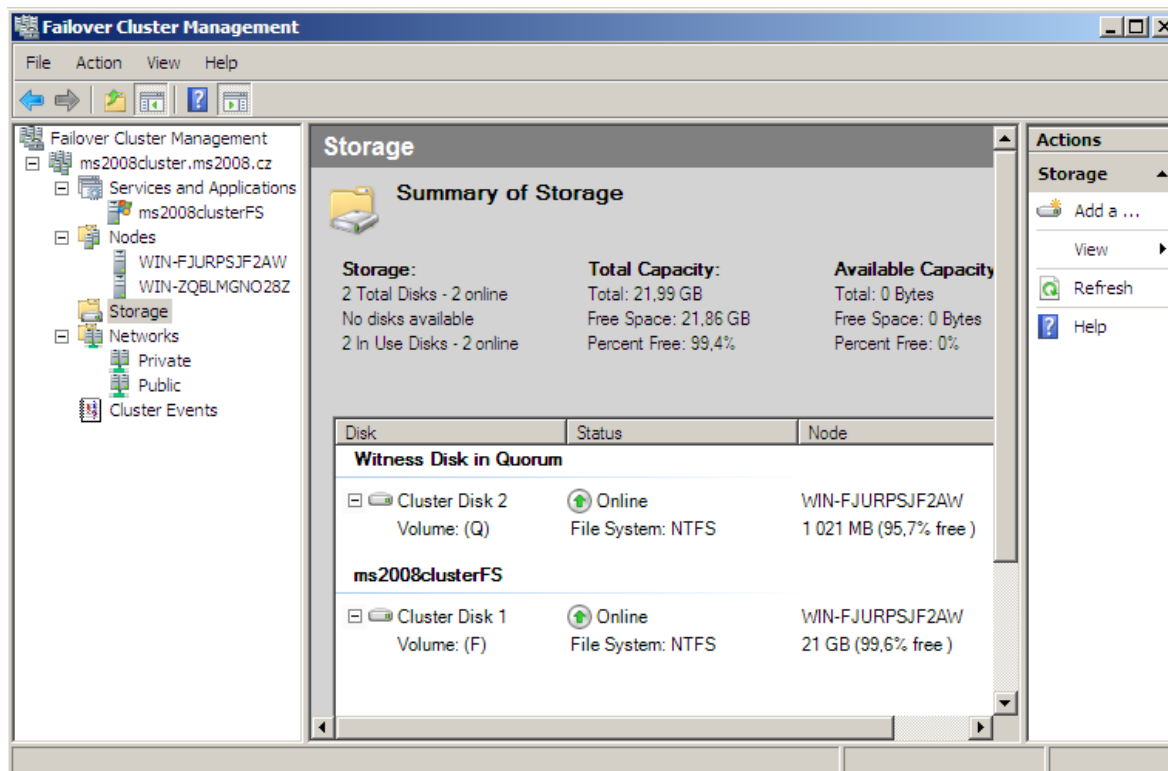 Failover Cluster Management
File Action View Help
Failover Cluster Management
ms2008cluster.ms2008.cz
Services and Applications
ms2008clusterFS
Nodes
WIN-FJURPSJF2AW
WIN-ZQBLMGNO28Z
Storage
Networks
Private
Public
Cluster Events
Storage
Summary of Storage
Storage: Total Capacity: Available Capacity
2 Total Disks - 2 online Total: 21,99 GB Total: 0 Bytes
No disks available Free Space: 21,86 GB Free Space: 0 Bytes
2 In Use Disks - 2 online Percent Free: 99,4% Percent Free: 0%
Disk Status Node
Witness Disk in Quorum
Cluster Disk 2 Online WIN-FJURPSJF2AW
Volume: (Q) File System: NTFS 1 021 MB (95,7% free )
ms2008clusterFS
Cluster Disk 1 Online WIN-FJURPSJF2AW
Volume: (F) File System: NTFS 21 GB (99,6% free )
Actions
Storage
Add a ...
View
Refresh
Help